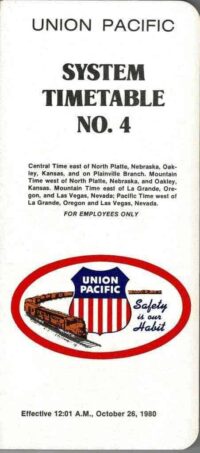 UNION PACIFIC
SYSTEM
TIMETABLE
NO. 4
Central Time east of North Platte, Nebraska, Oak-
ley, Kansas, and on Plainville Branch. Mountain
Time west of North Platte, Nebraska, and Oakley,
Kansas. Mountain Time east of La Grande, Ore-
gon, and Las Vegas, Nevada; Pacific Time west of
La Grande, Oregon and Las Vegas, Nevada.
FOR EMPLOYEES ONLY
UNION
PACIFIC
Safety
is our
Habit
Effective 12:01 A.M., October 26, 1980